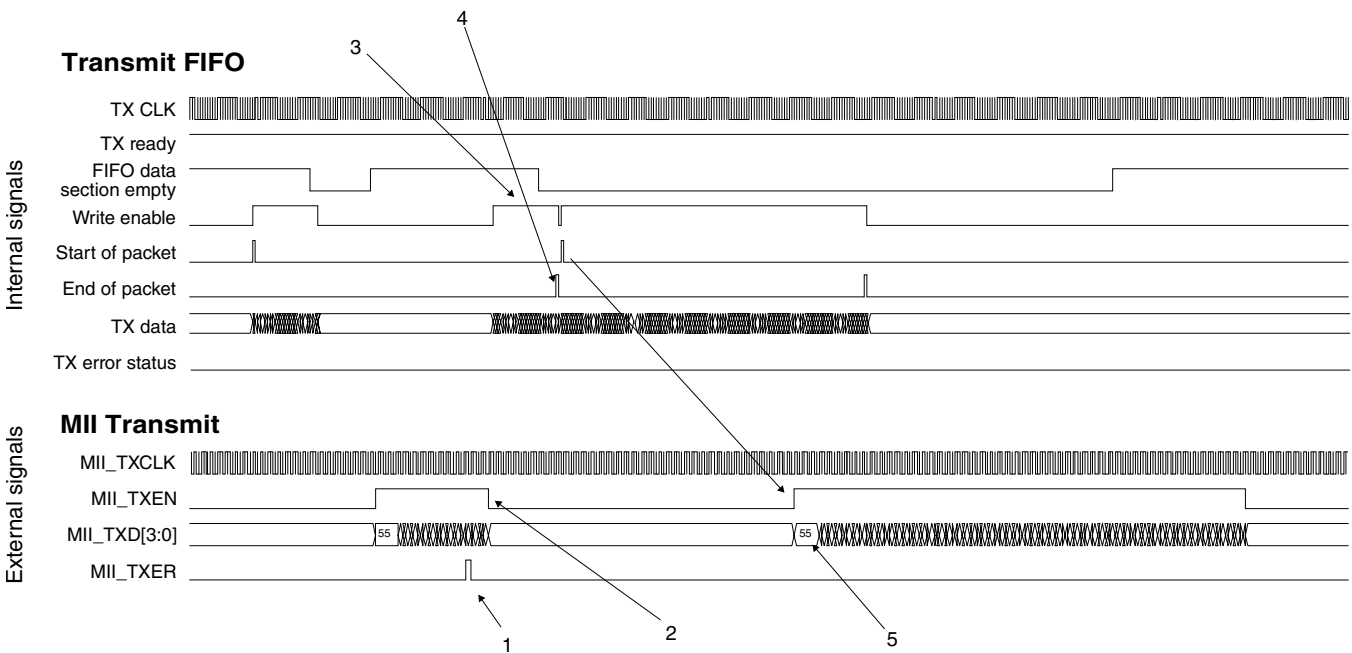 4
3
Transmit FIFO
TX CLK
TX ready
FIFO data
section empty
Write enable
Start of packet
End of packet
TX data
TX error status
Internal signals
MII Transmit
MII_TXCLK
MII_TXEN
MII_TXD[3:0]
55
55
MII_TXER
External signals
1
2
5